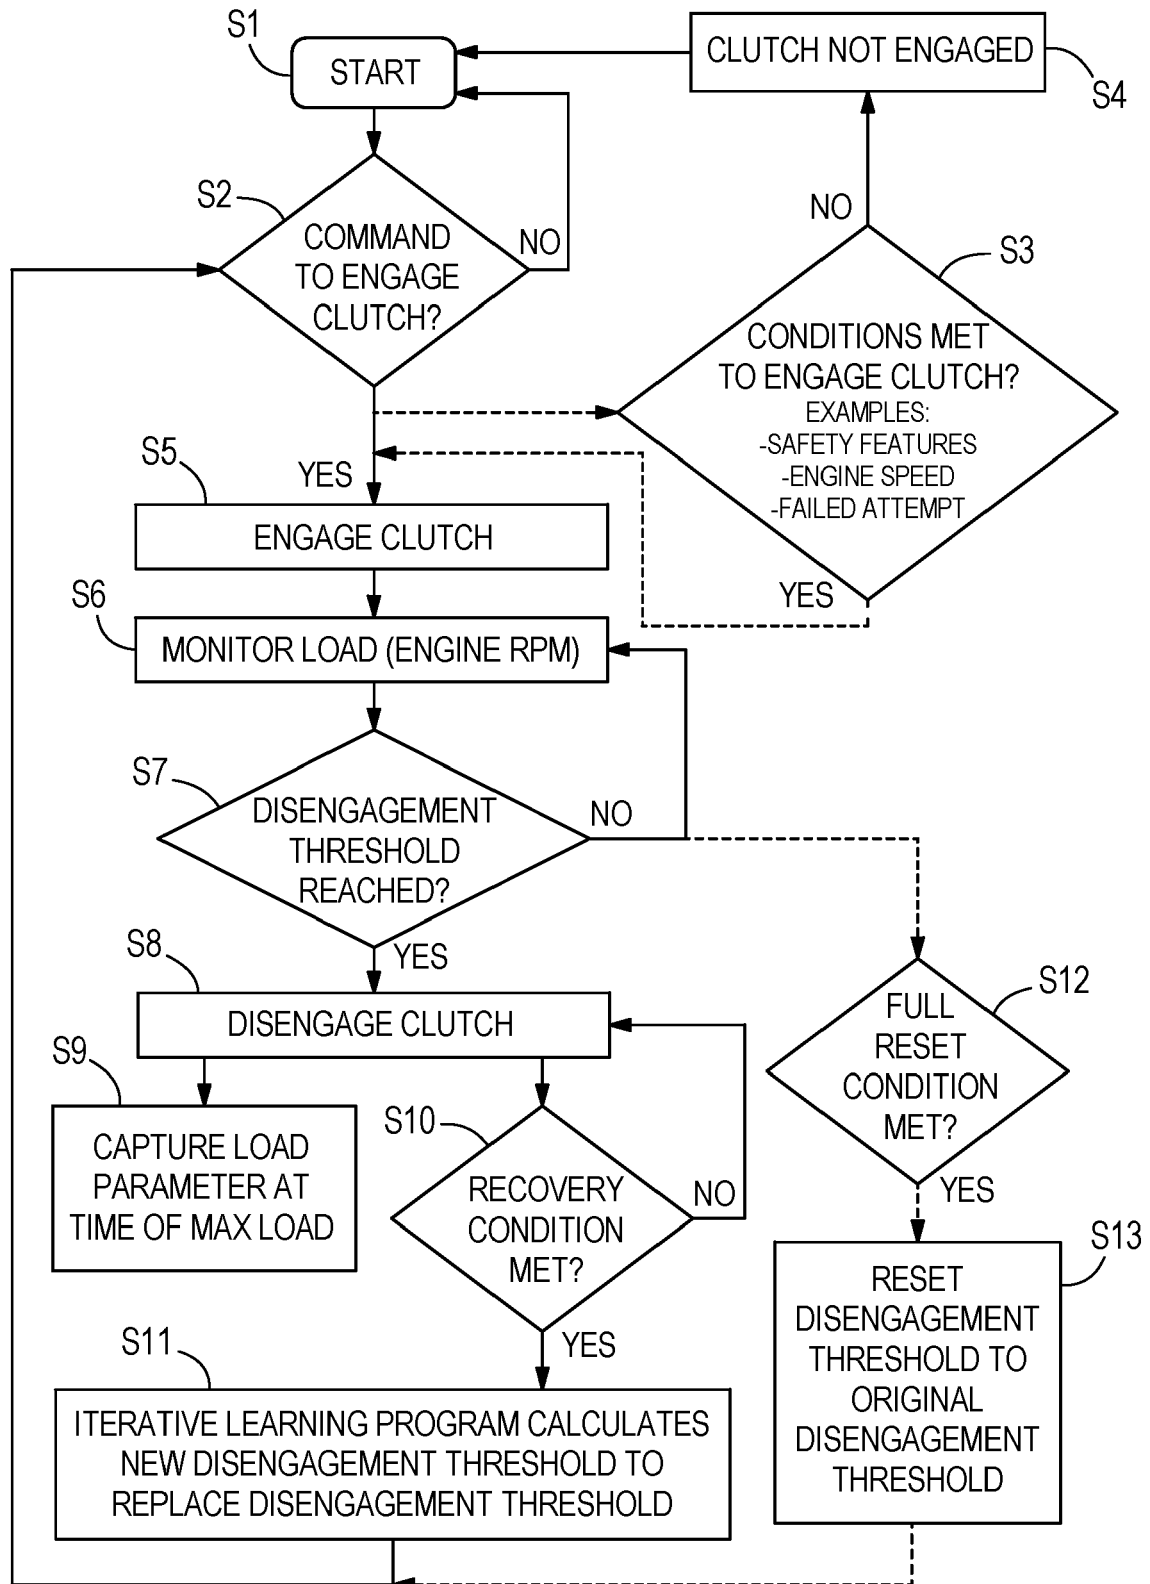 S1
START
CLUTCH NOT ENGAGED
S4
S2
COMMAND
TO ENGAGE
CLUTCH?
NO
NO
S3
CONDITIONS MET
TO ENGAGE CLUTCH?
EXAMPLES:
-SAFETY FEATURES
-ENGINE SPEED
-FAILED ATTEMPT
YES
YES
S5
ENGAGE CLUTCH
S6
MONITOR LOAD (ENGINE RPM)
S7
DISENGAGEMENT
THRESHOLD
REACHED?
NO
YES
S8
DISENGAGE CLUTCH
S9
CAPTURE LOAD
PARAMETER AT
TIME OF MAX LOAD
S10
RECOVERY
CONDITION
MET?
NO
YES
S12
FULL
RESET
CONDITION
MET?
YES
S13
RESET
DISENGAGEMENT
THRESHOLD TO
ORIGINAL
DISENGAGEMENT
THRESHOLD
S11
ITERATIVE LEARNING PROGRAM CALCULATES
NEW DISENGAGEMENT THRESHOLD TO
REPLACE DISENGAGEMENT THRESHOLD